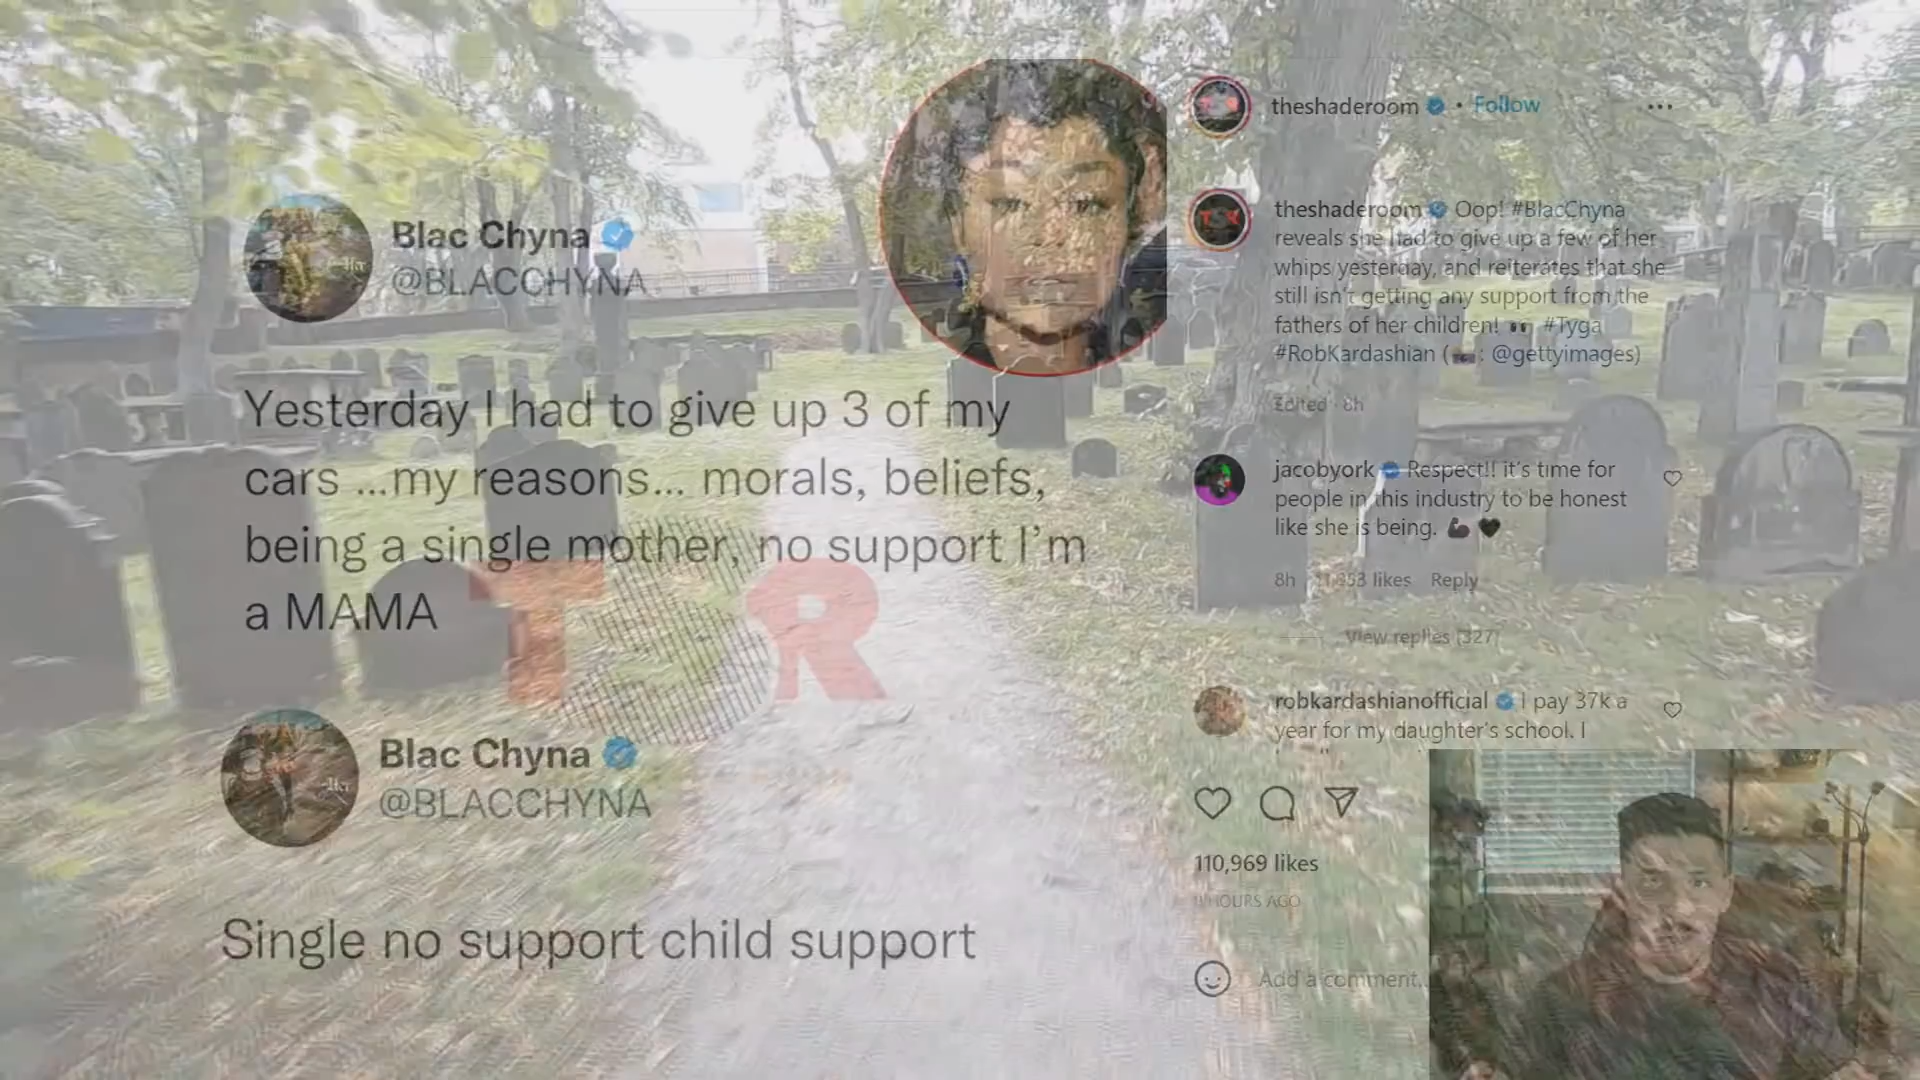 Blac Chyna
@BLACCHYNA
Yesterday I had to give up 3 of my
cars ...my reasons... morals, beliefs,
being a single mother, no support I'm
a MAMA
T R
Blac Chyna
@BLACCHYNA
Single no support child support
theshaderoom • Follow
theshaderoom Oop! #BlacChyna
reveals she had to give up a few of her
whips yesterday, and reiterates that she
still isn't getting any support from the
fathers of her children! 👀 #Tyga
#RobKardashian (📷: @gettyimages)
Edited · 8h
jacobyork Respect!! it's time for
people in this industry to be honest
like she is being. 💪🏿🖤
8h likes Reply
View replies (327)
robkardashianofficial I pay 37k a
year for my daughter's school. I
110,969 likes
HOURS AGO
Add a comment...